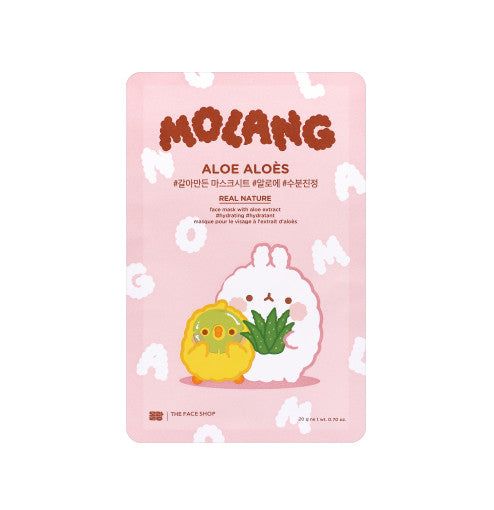 MOLANG
ALOE ALOÈS
#갈아만든 마스크시트 #알로에 #수분진정
REAL NATURE
face mask with aloe extract
#hydrating #hydratant
masque pour le visage à l'extrait d'aloès
THE FACE SHOP
20 g net wt. 0.70 oz.